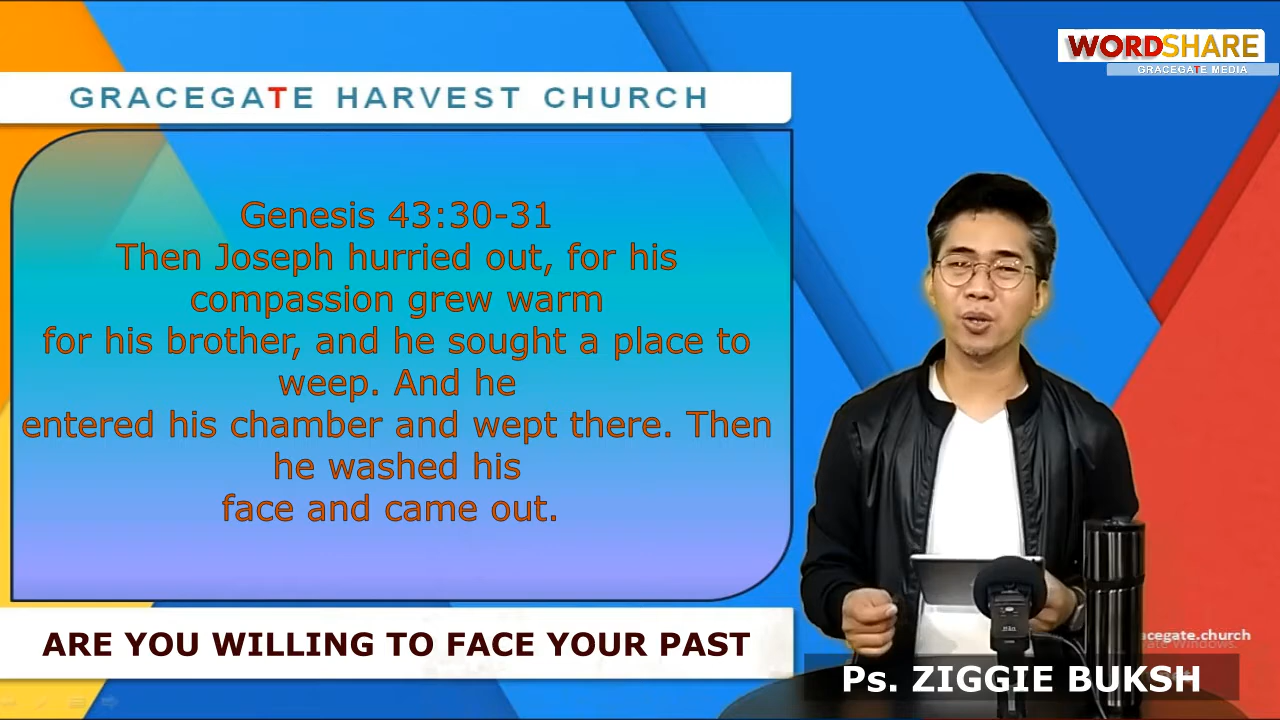 WORDSHARE
GRACEGATE MEDIA
GRACEGATE HARVEST CHURCH
Genesis 43:30-31
Then Joseph hurried out, for his
compassion grew warm
for his brother, and he sought a place to
weep. And he
entered his chamber and wept there. Then
he washed his
face and came out.
ARE YOU WILLING TO FACE YOUR PAST
acegate.church
Windows.
Ps. ZIGGIE BUKSH